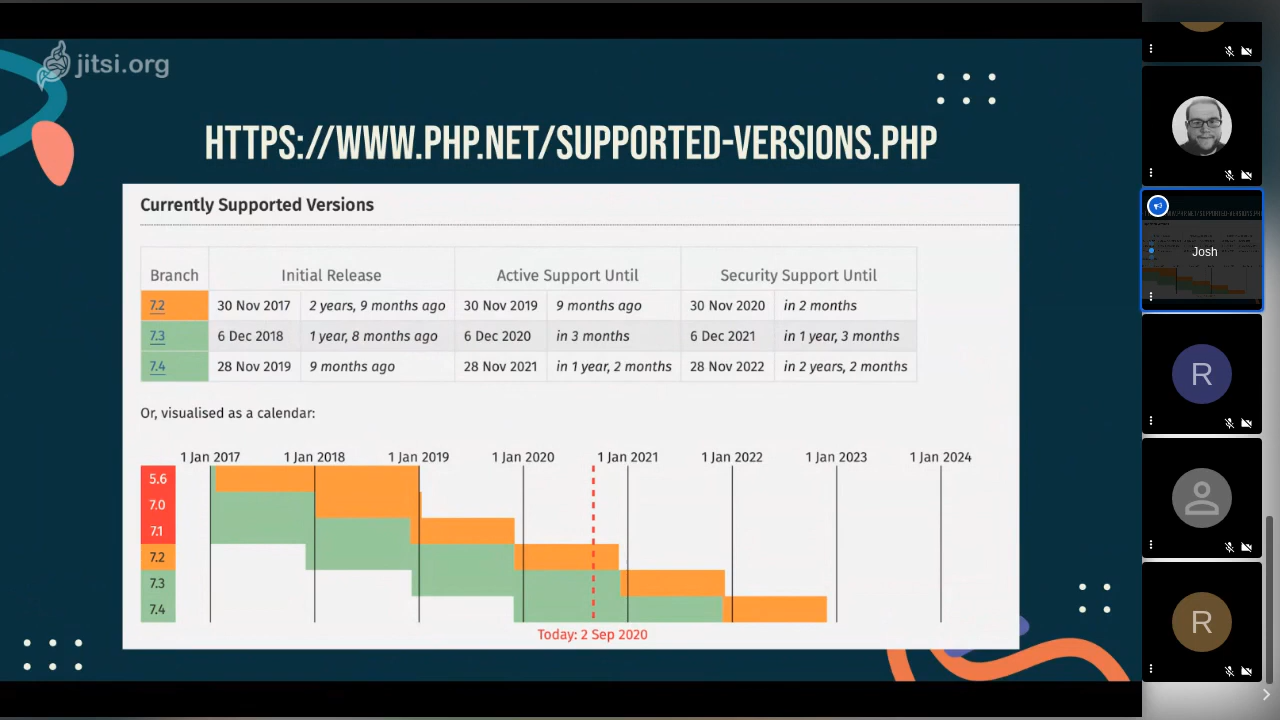 jitsi.org
HTTPS://WWW.PHP.NET/SUPPORTED-VERSIONS.PHP
Currently Supported Versions
Branch Initial Release Active Support Until Security Support Until
7.2 30 Nov 2017 2 years, 9 months ago 30 Nov 2019 9 months ago 30 Nov 2020 in 2 months
7.3 6 Dec 2018 1 year, 8 months ago 6 Dec 2020 in 3 months 6 Dec 2021 in 1 year, 3 months
7.4 28 Nov 2019 9 months ago 28 Nov 2021 in 1 year, 2 months 28 Nov 2022 in 2 years, 2 months
Or, visualised as a calendar:
1 Jan 2017 1 Jan 2018 1 Jan 2019 1 Jan 2020 1 Jan 2021 1 Jan 2022 1 Jan 2023 1 Jan 2024
5.6
7.0
7.1
7.2
7.3
7.4
Today: 2 Sep 2020
Josh
R
R